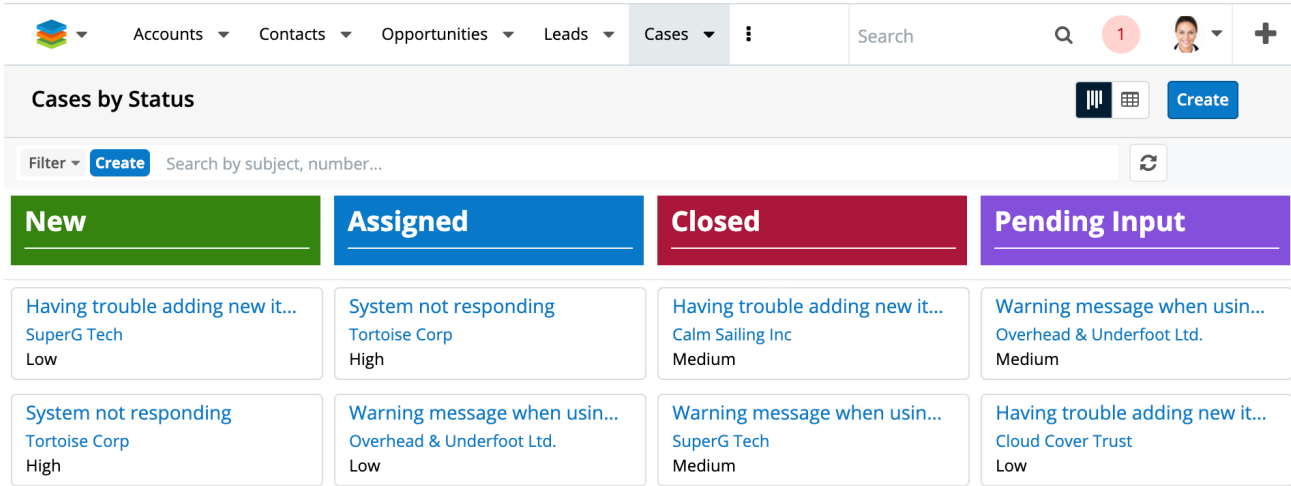 Accounts Contacts Opportunities Leads Cases Search 1
Cases by Status Create
Filter Create Search by subject, number...
New Assigned Closed Pending Input
Having trouble adding new it... System not responding Having trouble adding new it... Warning message when usin...
SuperG Tech Tortoise Corp Calm Sailing Inc Overhead & Underfoot Ltd.
Low High Medium Medium
System not responding Warning message when usin... Warning message when usin... Having trouble adding new it...
Tortoise Corp Overhead & Underfoot Ltd. SuperG Tech Cloud Cover Trust
High Low Medium Low